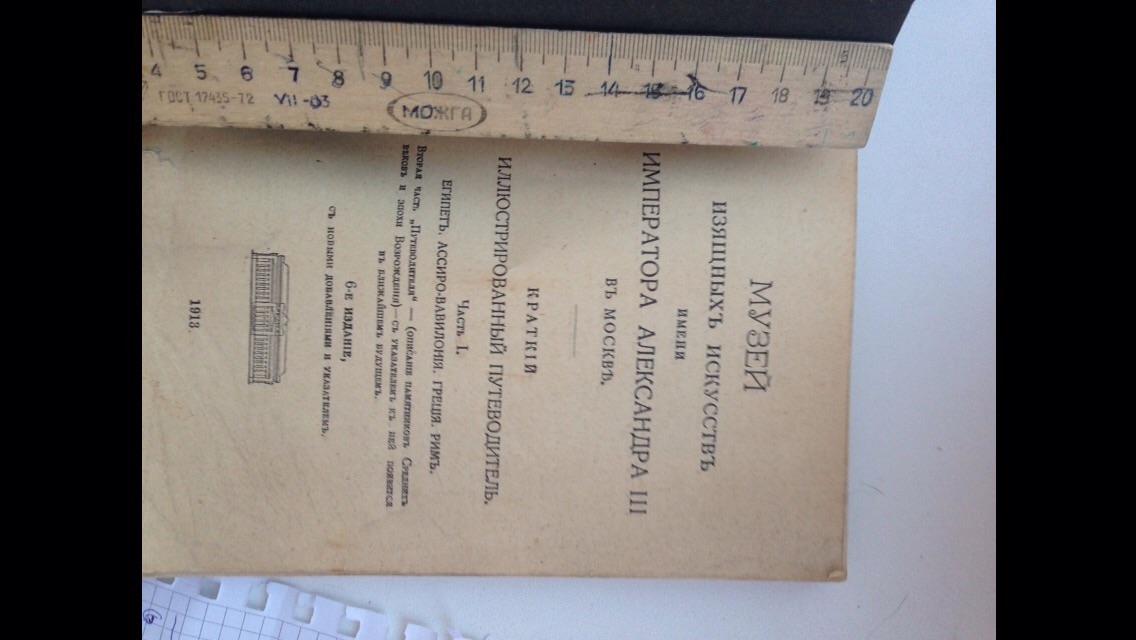 4 5 6 7 8 9 10 11 12 13 14 15 16 17 18 19 20
ГОСТ 17435-72 VII-83
МОЖГА
МУЗЕЙ
ИЗЯЩНЫХЪ ИСКУССТВЪ
ИМЕНИ
ИМПЕРАТОРА АЛЕКСАНДРА III
ВЪ МОСКВѢ.
КРАТКІЙ
ИЛЛЮСТРИРОВАННЫЙ ПУТЕВОДИТЕЛЬ.
ЧАСТЬ I.
ЕГИПЕТЪ. АССИРО-ВАВИЛОНІЯ. ГРЕЦІЯ. РИМЪ.
Вторая часть „Путеводителя“ — (описаніе памятниковъ Среднихъ
вѣковъ и эпохи Возрожденія)—съ указателемъ къ ней появится
въ ближайшемъ будущемъ.
6-Е ИЗДАНІЕ,
СЪ НОВЫМИ ДОБАВЛЕНІЯМИ И УКАЗАТЕЛЕМЪ.
1913.